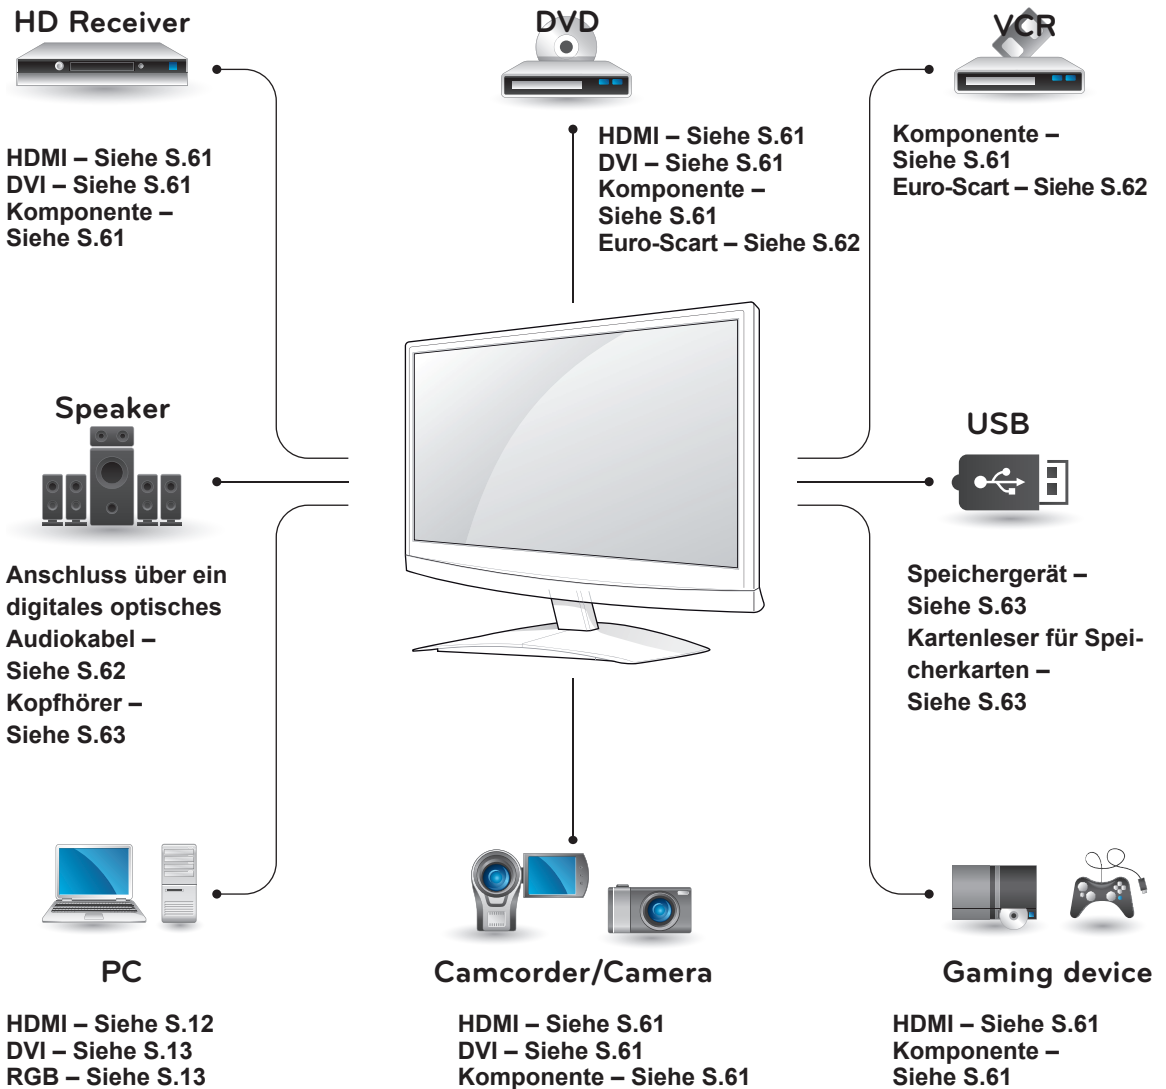 HD Receiver
HDMI – Siehe S.61
DVI – Siehe S.61
Komponente –
Siehe S.61
DVD
HDMI – Siehe S.61
DVI – Siehe S.61
Komponente –
Siehe S.61
Euro-Scart – Siehe S.62
VCR
Komponente –
Siehe S.61
Euro-Scart – Siehe S.62
Speaker
Anschluss über ein
digitales optisches
Audiokabel –
Siehe S.62
Kopfhörer –
Siehe S.63
USB
Speichergerät –
Siehe S.63
Kartenleser für Spei-
cherkarten –
Siehe S.63
PC
HDMI – Siehe S.12
DVI – Siehe S.13
RGB – Siehe S.13
Camcorder/Camera
HDMI – Siehe S.61
DVI – Siehe S.61
Komponente – Siehe S.61
Gaming device
HDMI – Siehe S.61
Komponente –
Siehe S.61